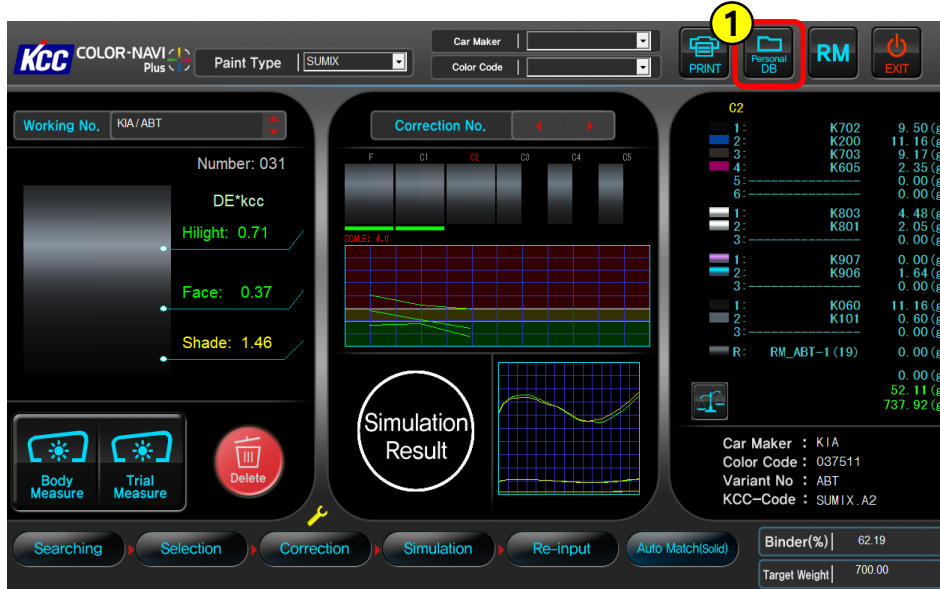 1
KCC COLOR-NAVI Plus
Paint Type SUMIX
Car Maker
Color Code
PRINT
Personal DB
RM
EXIT
Working No. KIA/ABT
Number: 031
DE*kcc
Hilight: 0.71
Face: 0.37
Shade: 1.46
Body Measure
Trial Measure
Delete
Correction No.
F C1 C2 C3 C4 C5
SCALE: 4.0
Simulation Result
C2
1: K702 9.50(g
2: K200 11.16(g
3: K703 9.17(g
4: K605 2.35(g
5:---------------- 0.00(g
6:---------------- 0.00(g
1: K803 4.48(g
2: K801 2.05(g
3:---------------- 0.00(g
1: K907 0.00(g
2: K906 1.64(g
3:---------------- 0.00(g
1: K060 11.16(g
2: K101 0.60(g
3:---------------- 0.00(g
R: RM_ABT-1(19) 0.00(g
0.00(g
52.11(g
737.92(g
Car Maker : KIA
Color Code : 037511
Variant No : ABT
KCC-Code : SUMIX.A2
Searching
Selection
Correction
Simulation
Re-input
Auto Match(Solid)
Binder(%) 62.19
Target Weight 700.00